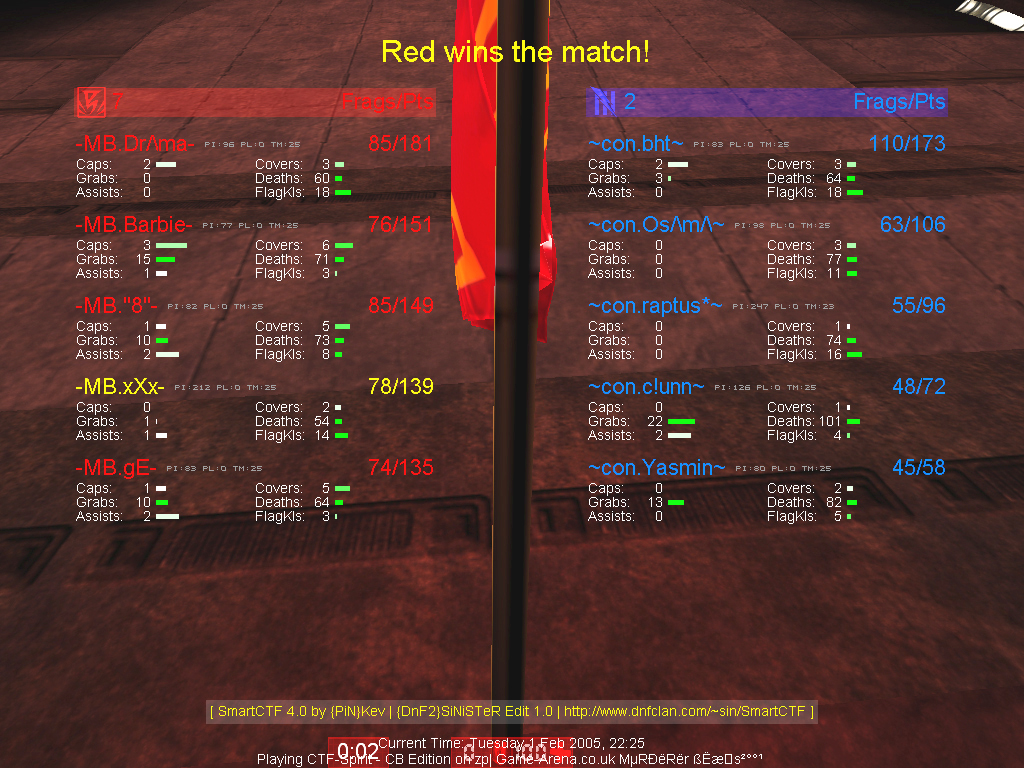 Red wins the match!
7 Frags/Pts
-MB.Dr/\ma- PI:96 PL:0 TM:25 85/181
Caps: 2 Covers: 3
Grabs: 0 Deaths: 60
Assists: 0 FlagKls: 18
-MB.Barbie- PI:77 PL:0 TM:25 76/151
Caps: 3 Covers: 6
Grabs: 15 Deaths: 71
Assists: 1 FlagKls: 3
-MB."8"- PI:82 PL:0 TM:25 85/149
Caps: 1 Covers: 5
Grabs: 10 Deaths: 73
Assists: 2 FlagKls: 8
-MB.xXx- PI:212 PL:0 TM:25 78/139
Caps: 0 Covers: 2
Grabs: 1 Deaths: 54
Assists: 1 FlagKls: 14
-MB.gE- PI:83 PL:0 TM:25 74/135
Caps: 1 Covers: 5
Grabs: 10 Deaths: 64
Assists: 2 FlagKls: 3
2 Frags/Pts
~con.bht~ PI:83 PL:0 TM:25 110/173
Caps: 2 Covers: 3
Grabs: 3 Deaths: 64
Assists: 0 FlagKls: 18
~con.Os/\m/\~ PI:98 PL:0 TM:25 63/106
Caps: 0 Covers: 3
Grabs: 0 Deaths: 77
Assists: 0 FlagKls: 11
~con.raptus*~ PI:247 PL:0 TM:23 55/96
Caps: 0 Covers: 1
Grabs: 0 Deaths: 74
Assists: 0 FlagKls: 16
~con.c!unn~ PI:126 PL:0 TM:25 48/72
Caps: 0 Covers: 1
Grabs: 22 Deaths: 101
Assists: 2 FlagKls: 4
~con.Yasmin~ PI:80 PL:0 TM:25 45/58
Caps: 0 Covers: 2
Grabs: 13 Deaths: 82
Assists: 0 FlagKls: 5
[ SmartCTF 4.0 by {PiN}Kev | {DnF2}SiNiSTeR Edit 1.0 | http://www.dnfclan.com/~sin/SmartCTF ]
Current Time: Tuesday 1 Feb 2005, 22:25
0:02 0 100
Playing CTF-Spirit - CB Edition on zp| Game-Arena.co.uk